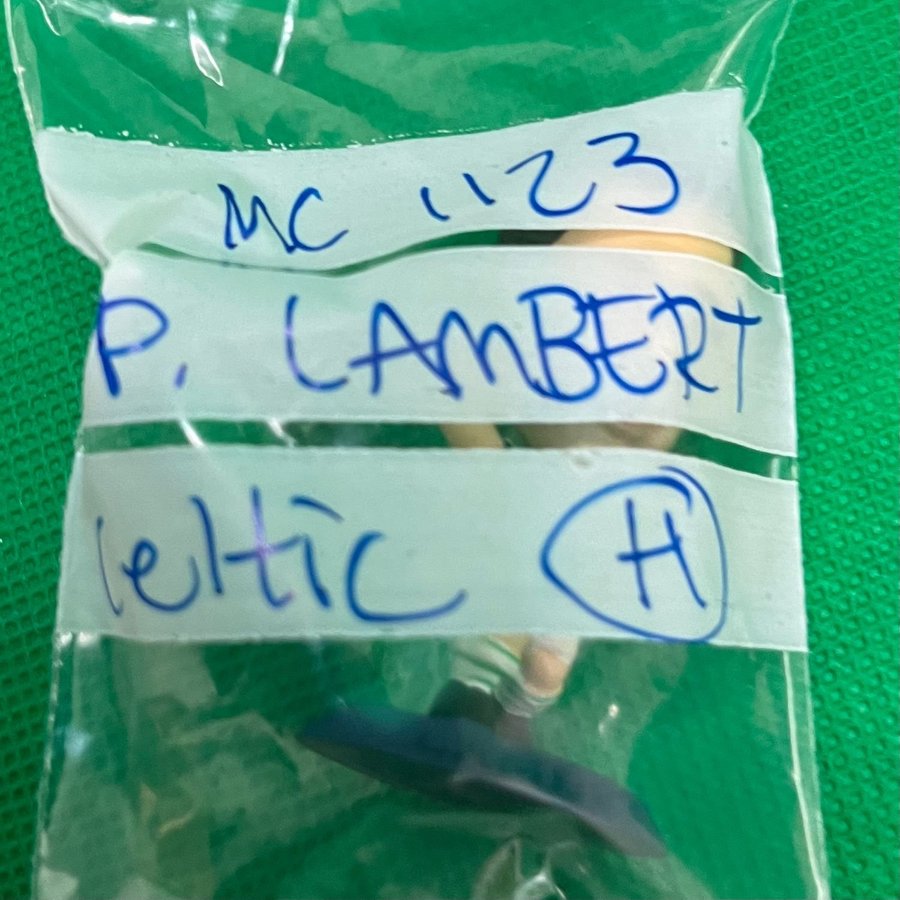 MC 1123
P. LAMBERT
Celtic H